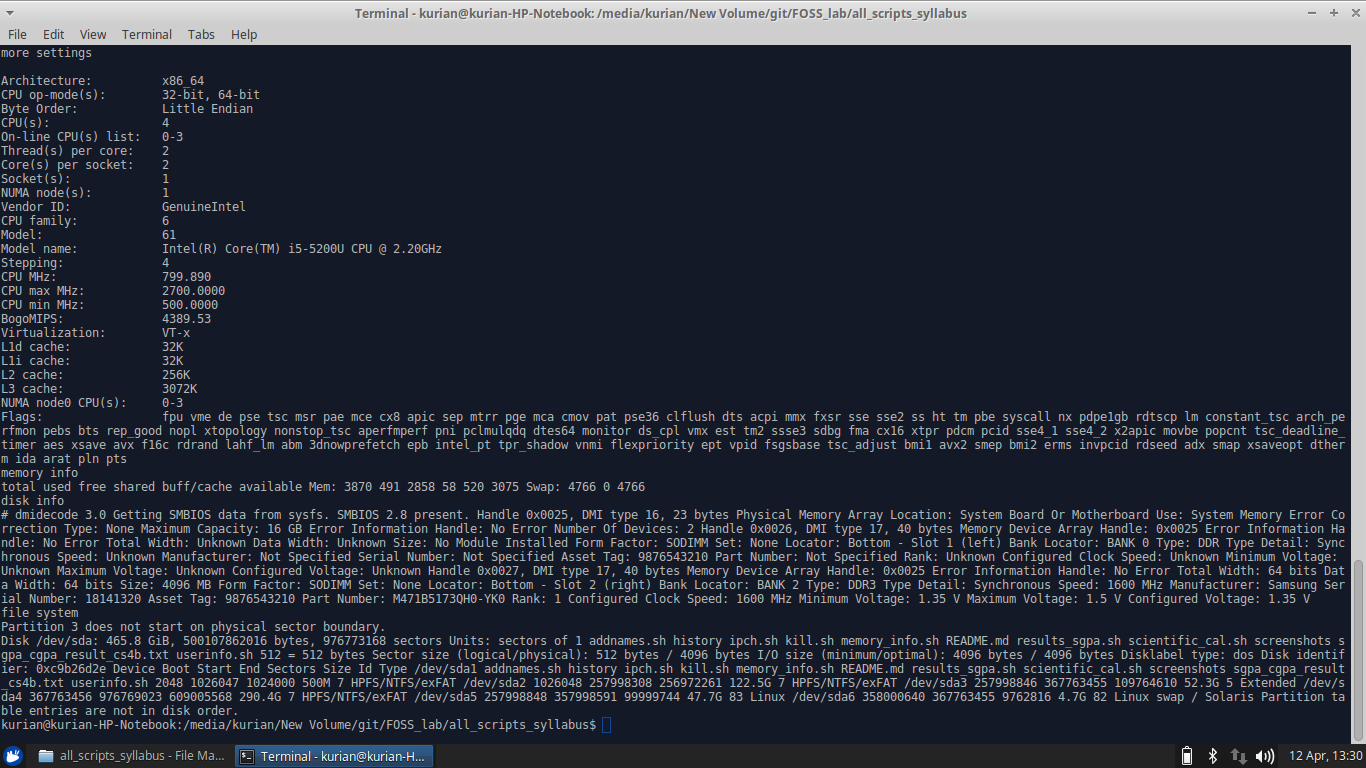 Terminal - kurian@kurian-HP-Notebook: /media/kurian/New Volume/git/FOSS_lab/all_scripts_syllabus
File Edit View Terminal Tabs Help
more settings
Architecture: x86_64
CPU op-mode(s): 32-bit, 64-bit
Byte Order: Little Endian
CPU(s): 4
On-line CPU(s) list: 0-3
Thread(s) per core: 2
Core(s) per socket: 2
Socket(s): 1
NUMA node(s): 1
Vendor ID: GenuineIntel
CPU family: 6
Model: 61
Model name: Intel(R) Core(TM) i5-5200U CPU @ 2.20GHz
Stepping: 4
CPU MHz: 799.890
CPU max MHz: 2700.0000
CPU min MHz: 500.0000
BogoMIPS: 4389.53
Virtualization: VT-x
L1d cache: 32K
L1i cache: 32K
L2 cache: 256K
L3 cache: 3072K
NUMA node0 CPU(s): 0-3
Flags: fpu vme de pse tsc msr pae mce cx8 apic sep mtrr pge mca cmov pat pse36 clflush dts acpi mmx fxsr sse sse2 ss ht tm pbe syscall nx pdpe1gb rdtscp lm constant_tsc arch_pe
rfmon pebs bts rep_good nopl xtopology nonstop_tsc aperfmperf pni pclmulqdq dtes64 monitor ds_cpl vmx est tm2 ssse3 sdbg fma cx16 xtpr pdcm pcid sse4_1 sse4_2 x2apic movbe popcnt tsc_deadline_
timer aes xsave avx f16c rdrand lahf_lm abm 3dnowprefetch epb intel_pt tpr_shadow vnmi flexpriority ept vpid fsgsbase tsc_adjust bmi1 avx2 smep bmi2 erms invpcid rdseed adx smap xsaveopt dther
m ida arat pln pts
memory info
total used free shared buff/cache available Mem: 3870 491 2858 58 520 3075 Swap: 4766 0 4766
disk info
# dmidecode 3.0 Getting SMBIOS data from sysfs. SMBIOS 2.8 present. Handle 0x0025, DMI type 16, 23 bytes Physical Memory Array Location: System Board Or Motherboard Use: System Memory Error Co
rrection Type: None Maximum Capacity: 16 GB Error Information Handle: No Error Number Of Devices: 2 Handle 0x0026, DMI type 17, 40 bytes Memory Device Array Handle: 0x0025 Error Information Ha
ndle: No Error Total Width: Unknown Data Width: Unknown Size: No Module Installed Form Factor: SODIMM Set: None Locator: Bottom - Slot 1 (left) Bank Locator: BANK 0 Type: DDR Type Detail: Sync
hronous Speed: Unknown Manufacturer: Not Specified Serial Number: Not Specified Asset Tag: 9876543210 Part Number: Not Specified Rank: Unknown Configured Clock Speed: Unknown Minimum Voltage:
Unknown Maximum Voltage: Unknown Configured Voltage: Unknown Handle 0x0027, DMI type 17, 40 bytes Memory Device Array Handle: 0x0025 Error Information Handle: No Error Total Width: 64 bits Dat
a Width: 64 bits Size: 4096 MB Form Factor: SODIMM Set: None Locator: Bottom - Slot 2 (right) Bank Locator: BANK 2 Type: DDR3 Type Detail: Synchronous Speed: 1600 MHz Manufacturer: Samsung Ser
ial Number: 18141320 Asset Tag: 9876543210 Part Number: M471B5173QH0-YK0 Rank: 1 Configured Clock Speed: 1600 MHz Minimum Voltage: 1.35 V Maximum Voltage: 1.5 V Configured Voltage: 1.35 V
file system
Partition 3 does not start on physical sector boundary.
Disk /dev/sda: 465.8 GiB, 500107862016 bytes, 976773168 sectors Units: sectors of 1 addnames.sh history ipch.sh kill.sh memory_info.sh README.md results_sgpa.sh scientific_cal.sh screenshots s
gpa_cgpa_result_cs4b.txt userinfo.sh 512 = 512 bytes Sector size (logical/physical): 512 bytes / 4096 bytes I/O size (minimum/optimal): 4096 bytes / 4096 bytes Disklabel type: dos Disk identif
ier: 0xc9b26d2e Device Boot Start End Sectors Size Id Type /dev/sda1 addnames.sh history ipch.sh kill.sh memory_info.sh README.md results_sgpa.sh scientific_cal.sh screenshots sgpa_cgpa_result
_cs4b.txt userinfo.sh 2048 1026047 1024000 500M 7 HPFS/NTFS/exFAT /dev/sda2 1026048 257998308 256972261 122.5G 7 HPFS/NTFS/exFAT /dev/sda3 257998846 367763455 109764610 52.3G 5 Extended /dev/s
da4 367763456 976769023 609005568 290.4G 7 HPFS/NTFS/exFAT /dev/sda5 257998848 357998591 99999744 47.7G 83 Linux /dev/sda6 358000640 367763455 9762816 4.7G 82 Linux swap / Solaris Partition ta
ble entries are not in disk order.
kurian@kurian-HP-Notebook:/media/kurian/New Volume/git/FOSS_lab/all_scripts_syllabus$
all_scripts_syllabus - File Ma... Terminal - kurian@kurian-H... 12 Apr, 13:30